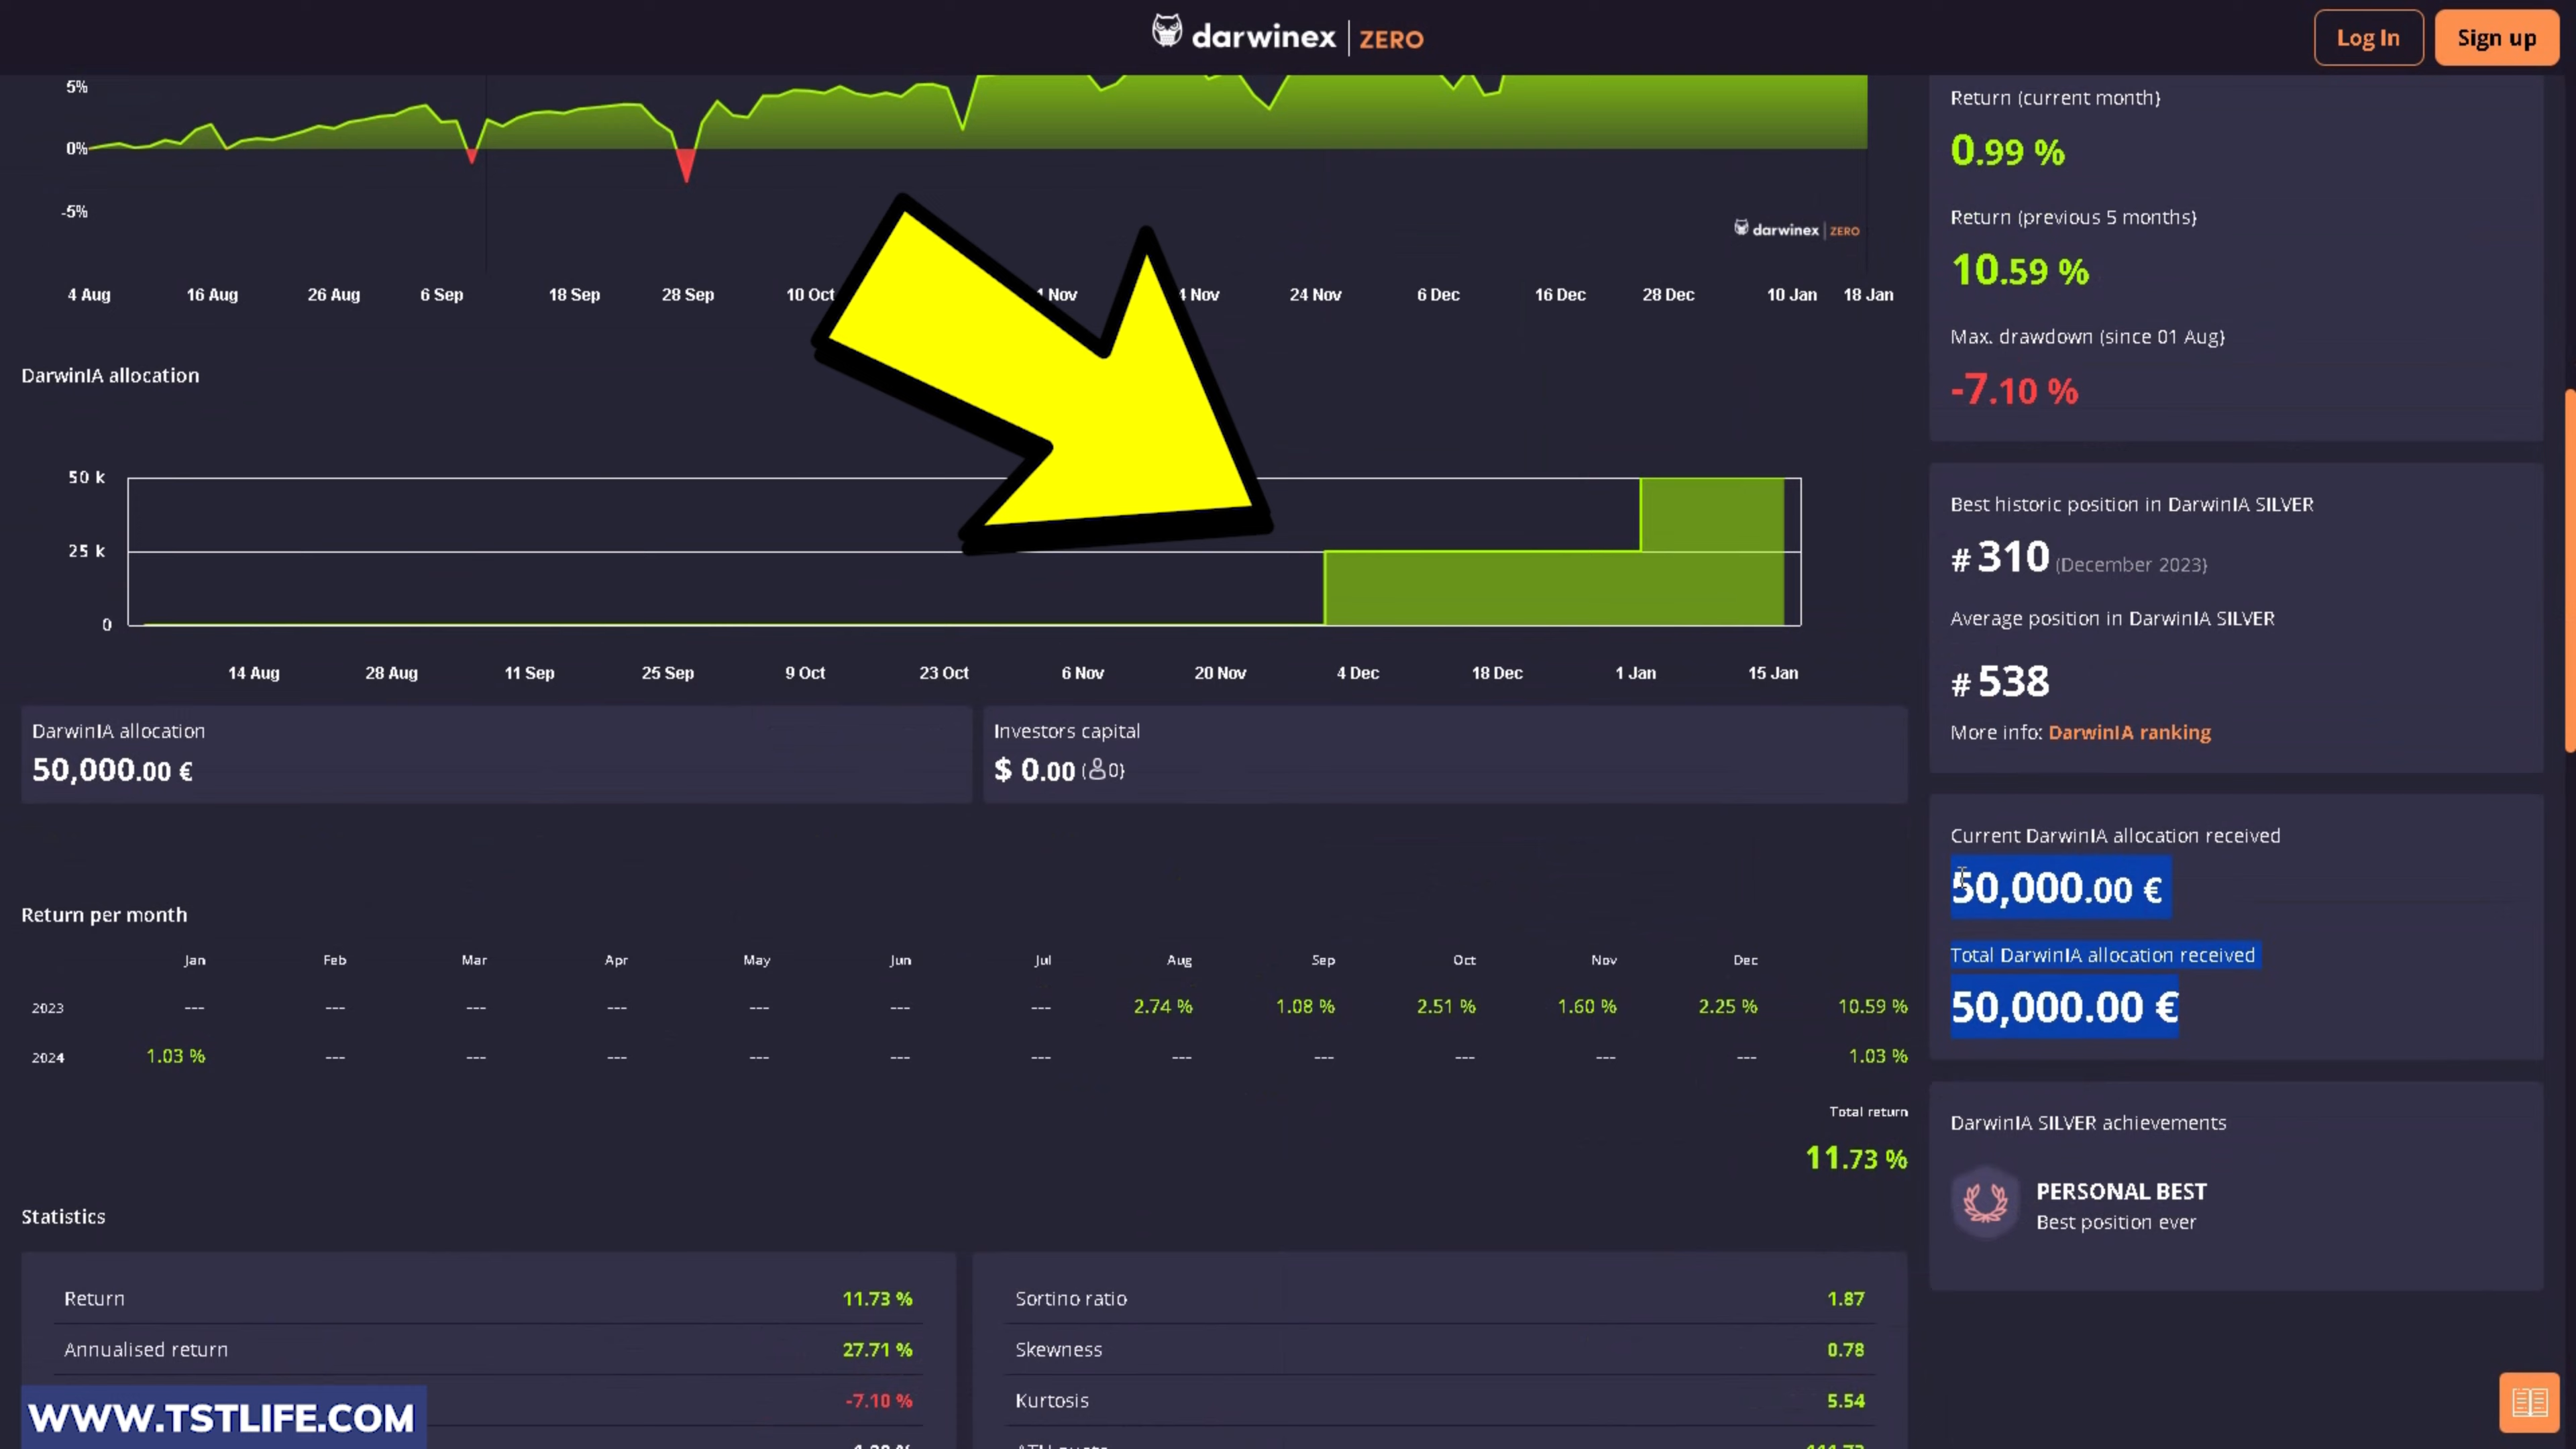 darwinex | ZERO
Log In
Sign up
5%
0%
-5%
darwinex | ZERO
4 Aug 16 Aug 26 Aug 6 Sep 18 Sep 28 Sep 10 Oct Nov Nov 24 Nov 6 Dec 16 Dec 28 Dec 10 Jan 18 Jan
DarwinIA allocation
50 k
25 k
0
14 Aug 28 Aug 11 Sep 25 Sep 9 Oct 23 Oct 6 Nov 20 Nov 4 Dec 18 Dec 1 Jan 15 Jan
DarwinIA allocation
50,000.00 €
Investors capital
$ 0.00 (0)
Return per month
Jan Feb Mar Apr May Jun Jul Aug Sep Oct Nov Dec
2023 --- --- --- --- --- --- --- 2.74 % 1.08 % 2.51 % 1.60 % 2.25 % 10.59 %
2024 1.03 % --- --- --- --- --- --- --- --- --- --- --- 1.03 %
Total return
11.73 %
Statistics
Return 11.73 %
Annualised return 27.71 %
-7.10 %
Sortino ratio 1.87
Skewness 0.78
Kurtosis 5.54
WWW.TSTLIFE.COM
Return (current month)
0.99 %
Return (previous 5 months)
10.59 %
Max. drawdown (since 01 Aug)
-7.10 %
Best historic position in DarwinIA SILVER
# 310 (December 2023)
Average position in DarwinIA SILVER
# 538
More info: DarwinIA ranking
Current DarwinIA allocation received
50,000.00 €
Total DarwinIA allocation received
50,000.00 €
DarwinIA SILVER achievements
PERSONAL BEST
Best position ever